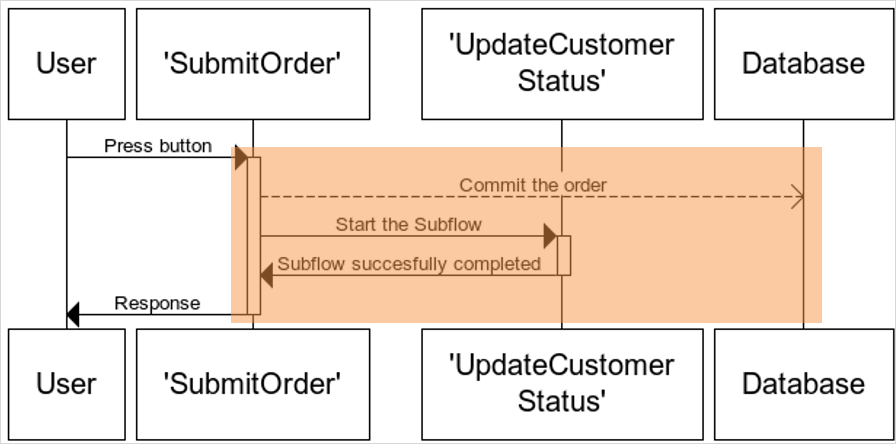 User
'SubmitOrder'
'UpdateCustomer
Status'
Database
Press button
Commit the order
Start the Subflow
Subflow succesfully completed
Response
User
'SubmitOrder'
'UpdateCustomer
Status'
Database